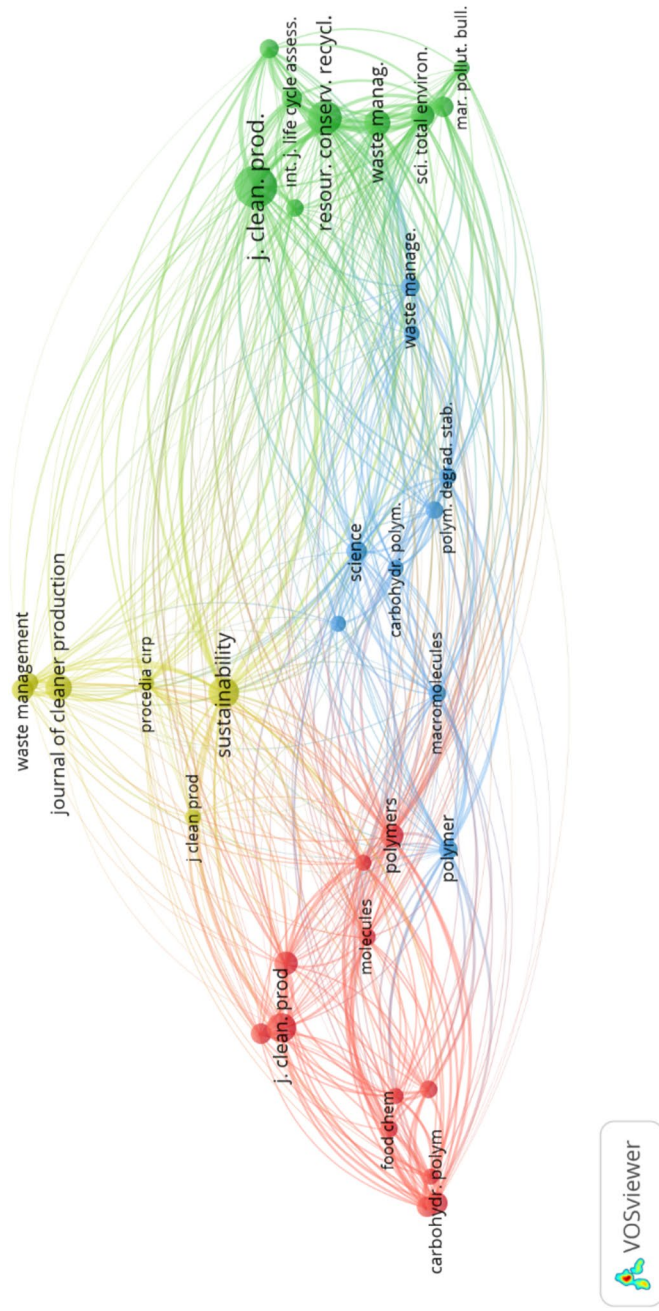 waste management
journal of cleaner production
procedia cirp
j clean prod
sustainability
j. clean. prod.
int. j. life cycle assess.
resour. conserv. recycl.
waste manag.
sci. total environ.
mar. pollut. bull.
waste manage.
science
carbohydr. polym.
polym. degrad. stab.
macromolecules
polymer
polymers
molecules
j. clean. prod
food chem
carbohydr. polym
VOSviewer